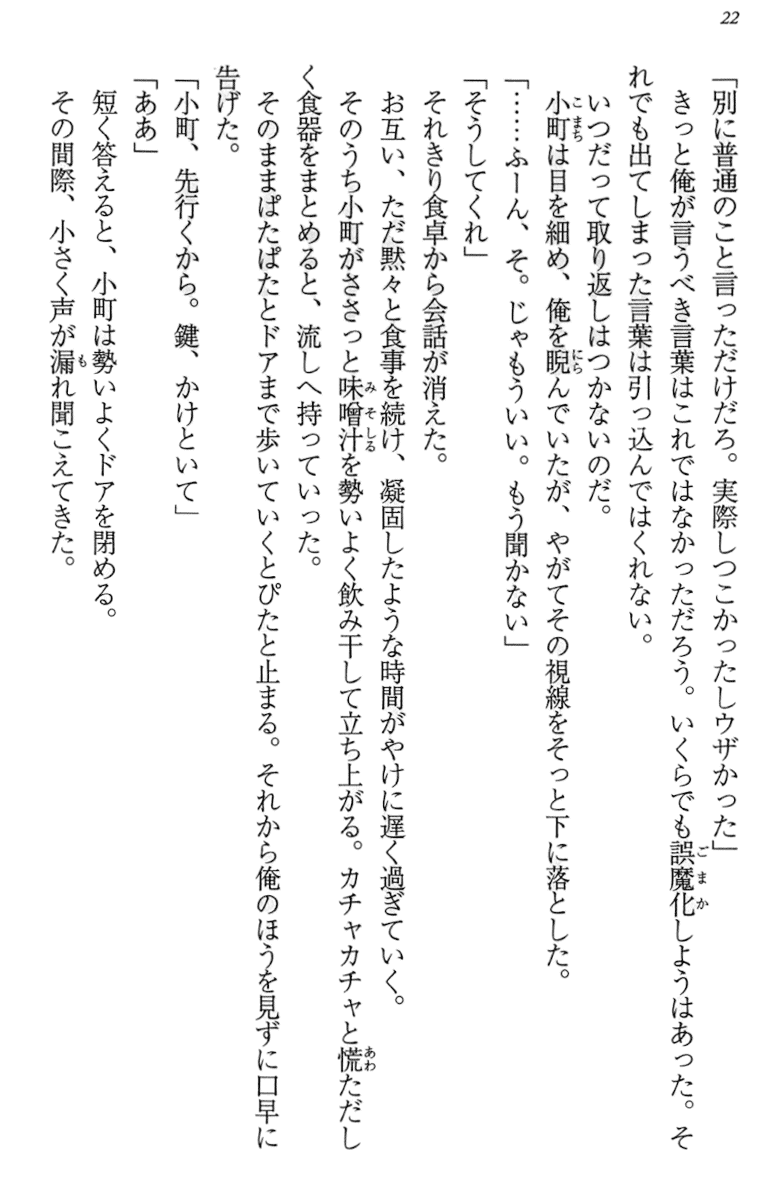 22
「別に普通のこと言っただけだろ。実際しつこかったしウザかった」
きっと俺が言うべき言葉はこれではなかっただろう。いくらでも誤魔化しようはあった。そ
れでも出てしまった言葉は引っ込んではくれない。
いつだって取り返しはつかないのだ。
小町は目を細め、俺を睨んでいたが、やがてその視線をそっと下に落とした。
「……ふーん、そ。じゃもういい。もう聞かない」
「そうしてくれ」
それきり食卓から会話が消えた。
お互い、ただ黙々と食事を続け、凝固したような時間がやけに遅く過ぎていく。
そのうち小町がささっと味噌汁を勢いよく飲み干して立ち上がる。カチャカチャと慌ただし
く食器をまとめると、流しへ持っていった。
そのままぱたぱたとドアまで歩いていくとぴたと止まる。それから俺のほうを見ずに口早に
告げた。
「小町、先行くから。鍵、かけといて」
「ああ」
短く答えると、小町は勢いよくドアを閉める。
その間際、小さく声が漏れ聞こえてきた。